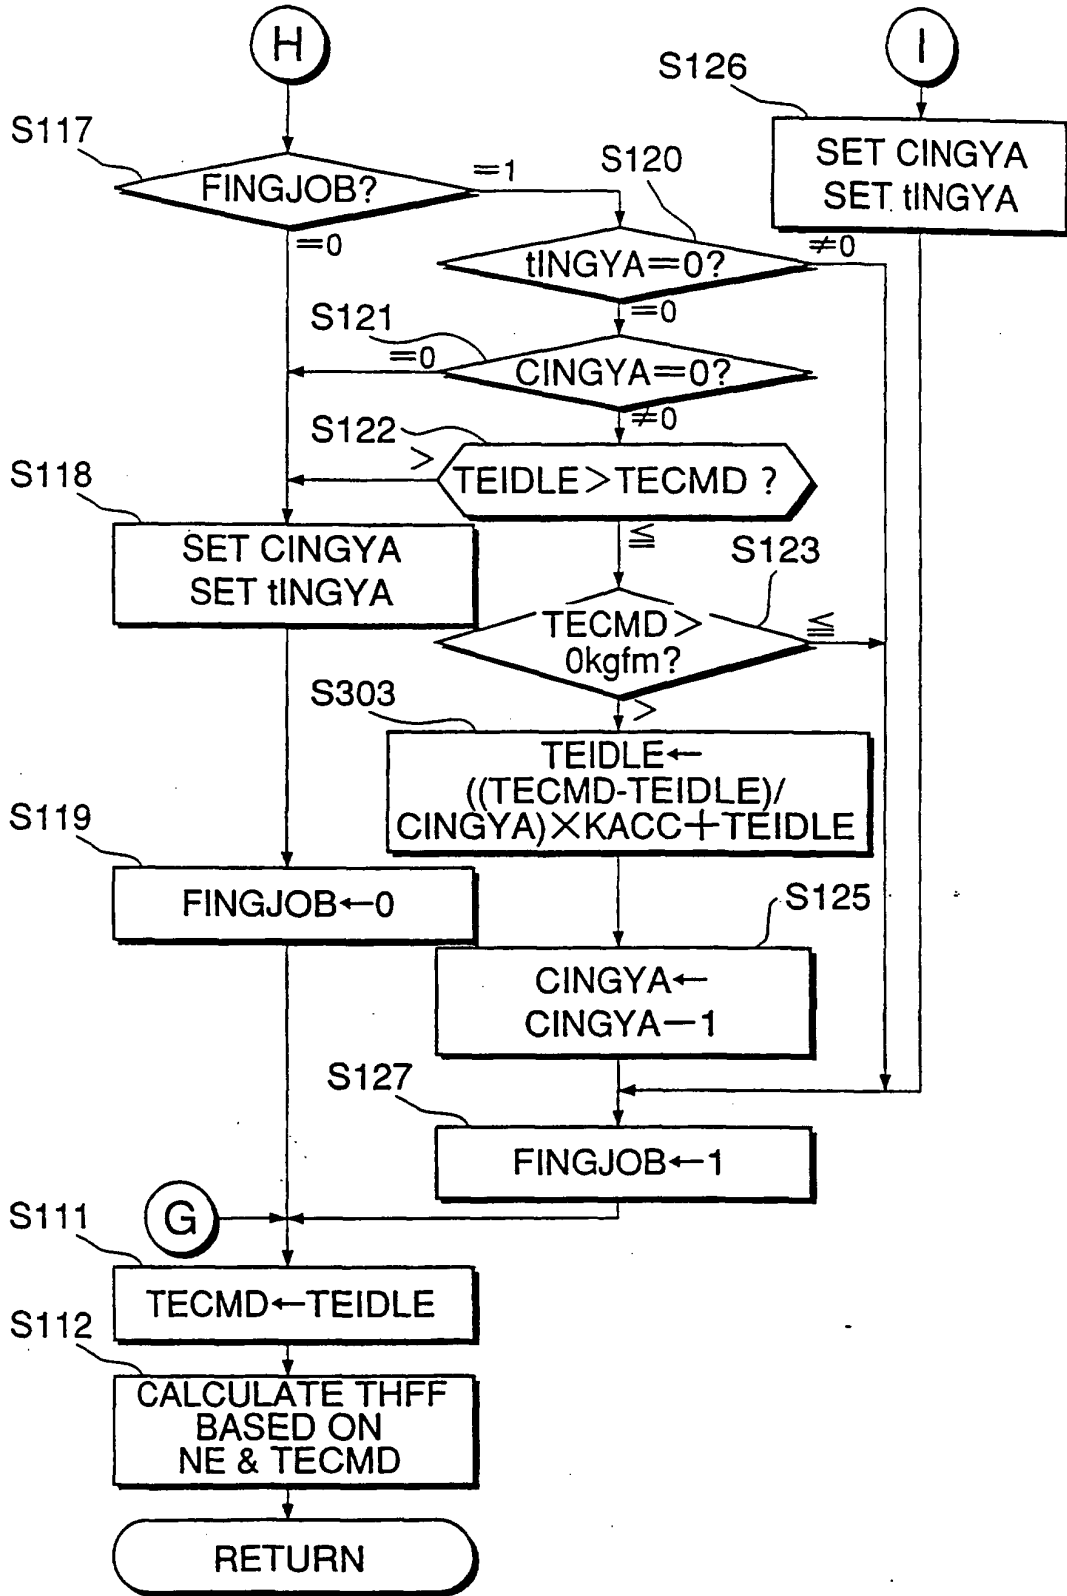 H
I
S126
SET CINGYA
SET tINGYA
S117
FINGJOB?
=1
=0
S120
tINGYA=0?
≠0
=0
S121
=0
CINGYA=0?
≠0
S122
>
TEIDLE>TECMD ?
≦
S118
SET CINGYA
SET tINGYA
S123
TECMD>
0kgfm?
≦
>
S303
TEIDLE←
((TECMD-TEIDLE)/
CINGYA)×KACC+TEIDLE
S119
FINGJOB←0
S125
CINGYA←
CINGYA−1
S127
FINGJOB←1
G
S111
TECMD←TEIDLE
S112
CALCULATE THFF
BASED ON
NE & TECMD
RETURN